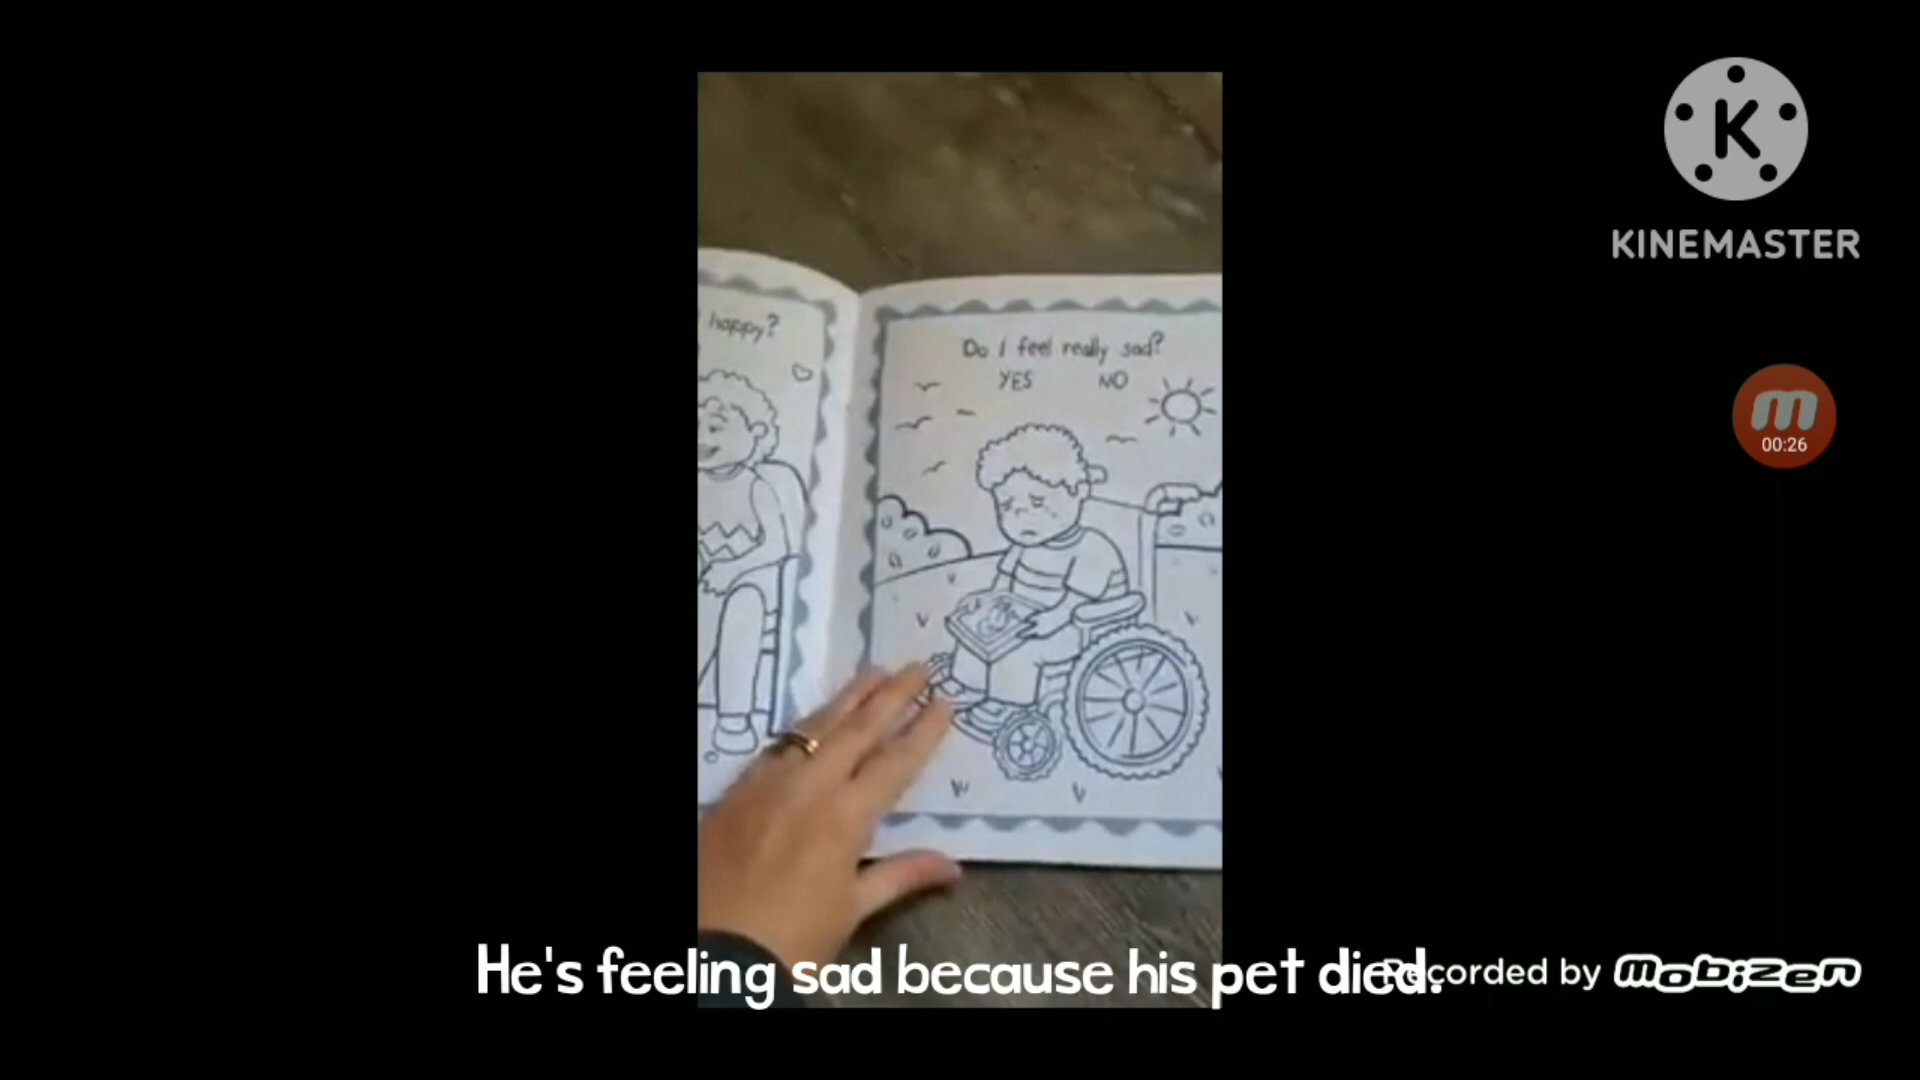 happy?
Do I feel really sad?
YES NO
K
KINEMASTER
m
00:26
He's feeling sad because his pet died.
Recorded by mobizen